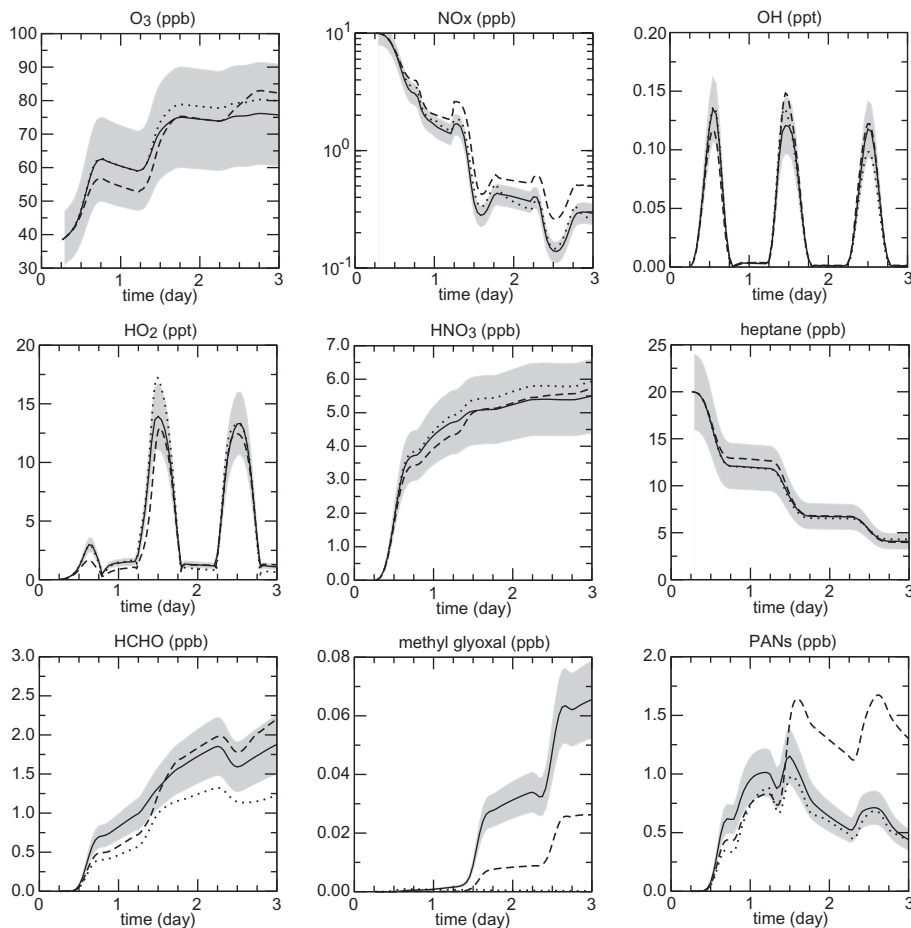 O3 (ppb)
100
90
80
70
60
50
40
30
0 1 2 3
time (day)
NOx (ppb)
10^1
10^0
10^-1
0 1 2 3
time (day)
OH (ppt)
0.20
0.15
0.10
0.05
0.00
0 1 2 3
time (day)
HO2 (ppt)
20
15
10
5
0
0 1 2 3
time (day)
HNO3 (ppb)
7.0
6.0
5.0
4.0
3.0
2.0
1.0
0.0
0 1 2 3
time (day)
heptane (ppb)
25
20
15
10
5
0
0 1 2 3
time (day)
HCHO (ppb)
3.0
2.5
2.0
1.5
1.0
0.5
0.0
0 1 2 3
time (day)
methyl glyoxal (ppb)
0.08
0.06
0.04
0.02
0.00
0 1 2 3
time (day)
PANs (ppb)
2.0
1.5
1.0
0.5
0.0
0 1 2 3
time (day)